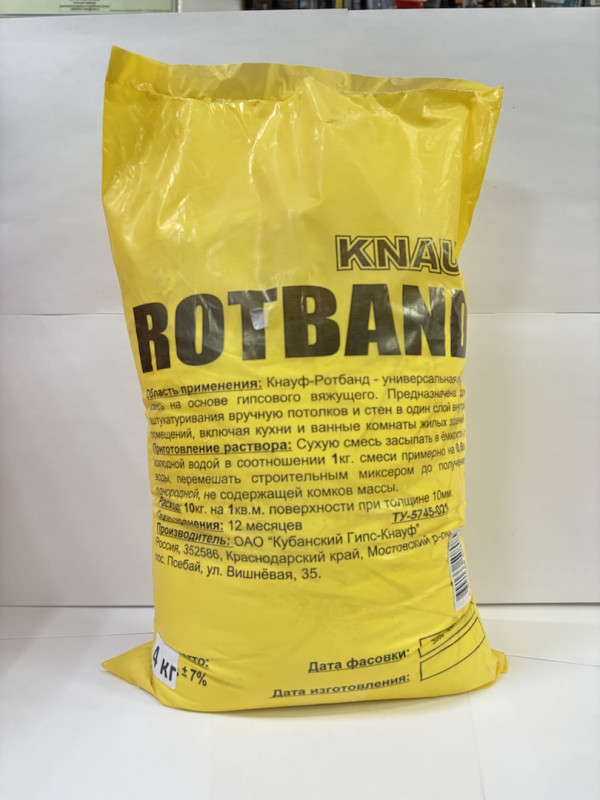 KNAU
ROTBAND
Область применения: Кнауф-Ротбанд - универсальная
смесь на основе гипсового вяжущего. Предназначена
штукатуривания вручную потолков и стен в один слой
помещений, включая кухни и ванные комнаты жилых
Приготовление раствора: Сухую смесь засыпать в ёмкость
холодной водой в соотношении 1кг. смеси примерно на
воды, перемешать строительным миксером до
однородной, не содержащей комков массы.
Расход: 10кг. на 1кв.м. поверхности при толщине 10мм.
12 месяцев ТУ-5745-021
Производитель: ОАО "Кубанский Гипс-Кнауф"
Россия, 352586, Краснодарский край, Мостовский
пос. Псебай, ул. Вишнёвая, 35.
4 кг
±7%
Дата фасовки:
Дата изготовления: